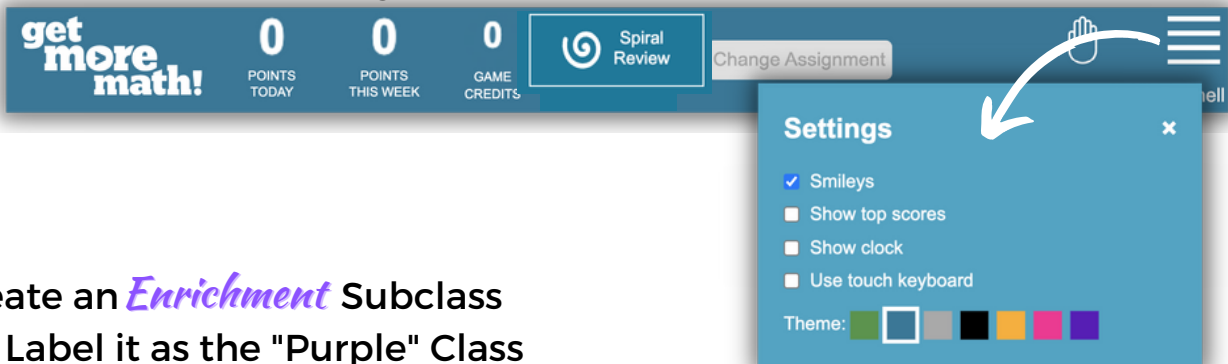 get
more
math!
0
POINTS
TODAY
0
POINTS
THIS WEEK
0
GAME
CREDITS
Spiral
Review
Change Assignment
Settings
×
Smileys
Show top scores
Show clock
Use touch keyboard
Theme:
an Enrichment Subclass
Label it as the "Purple" Class